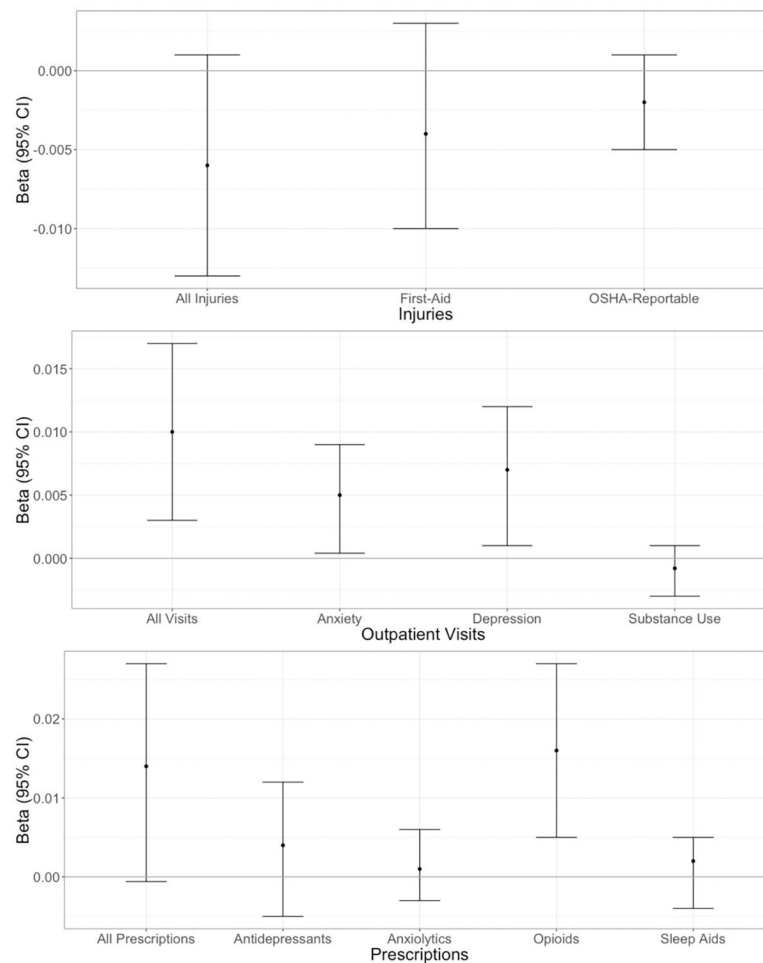 Beta (95% CI)
0.000
-0.005
-0.010
All Injuries First-Aid OSHA-Reportable
Injuries
Beta (95% CI)
0.015
0.010
0.005
0.000
All Visits Anxiety Depression Substance Use
Outpatient Visits
Beta (95% CI)
0.02
0.01
0.00
All Prescriptions Antidepressants Anxiolytics Opioids Sleep Aids
Prescriptions